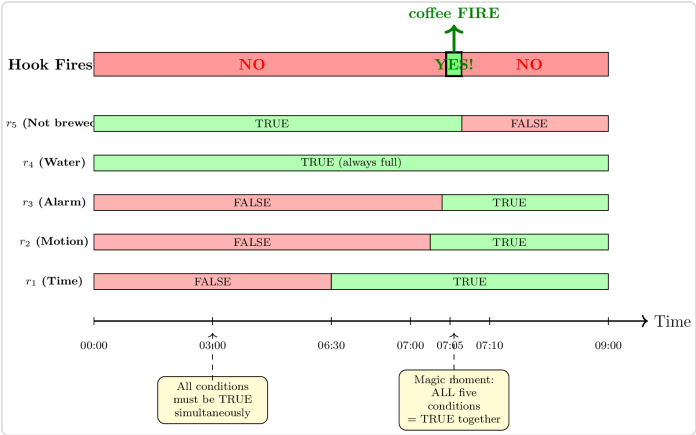 coffee FIRE
Hook Fires NO YES! NO
r₅ (Not brewed TRUE FALSE
r₄ (Water) TRUE (always full)
r₃ (Alarm) FALSE TRUE
r₂ (Motion) FALSE TRUE
r₁ (Time) FALSE TRUE
Time
00:00 03:00 06:30 07:00 07:05 07:10 09:00
All conditions
must be TRUE
simultaneously
Magic moment:
ALL five
conditions
= TRUE together